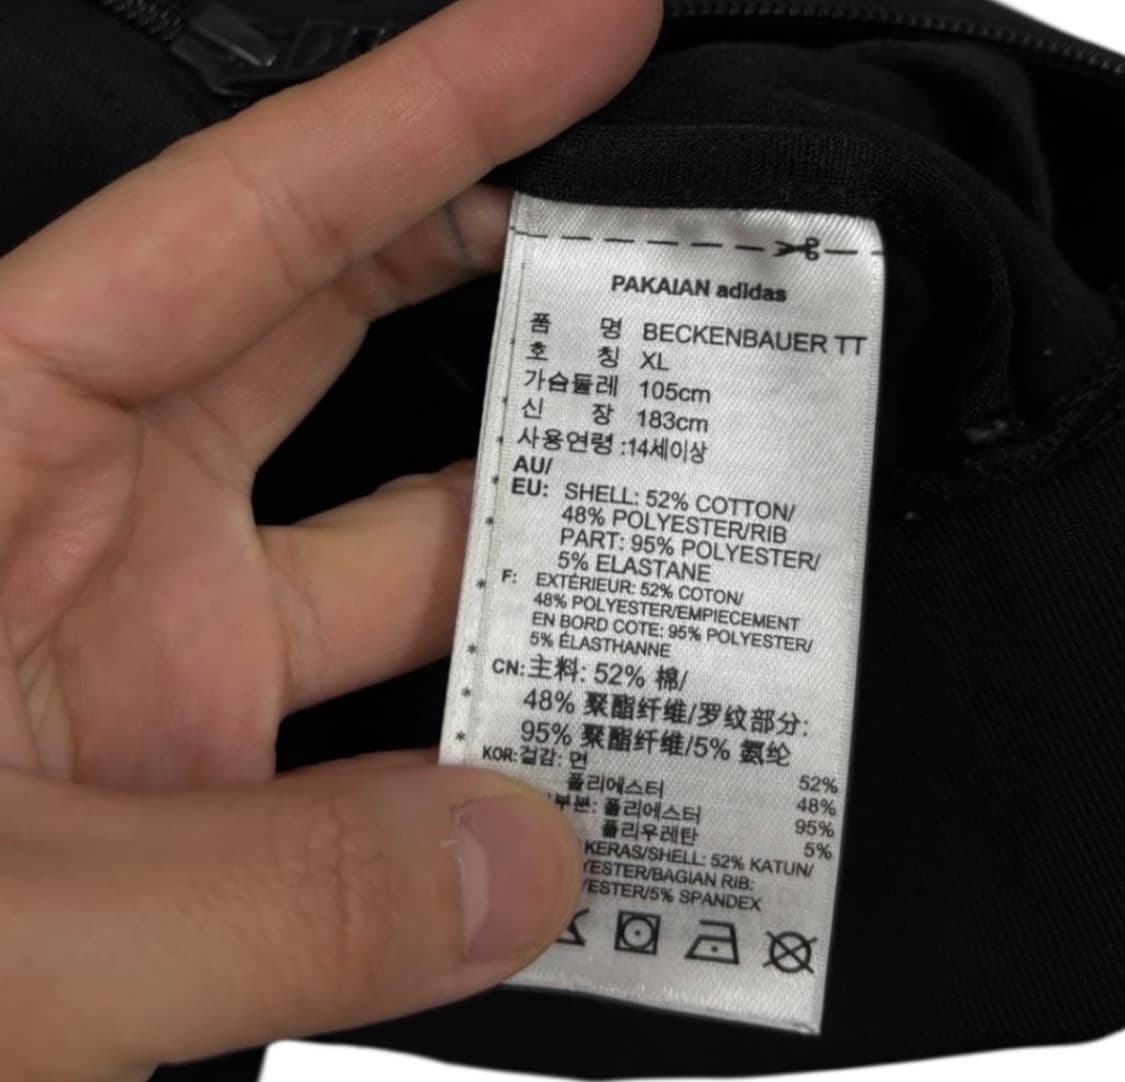 PAKAIAN adidas
품 명 BECKENBAUER TT
호 칭 XL
가슴둘레 105cm
신 장 183cm
사용연령 :14세이상
AU/
EU: SHELL: 52% COTTON/
48% POLYESTER/RIB
PART: 95% POLYESTER/
5% ELASTANE
F: EXTÉRIEUR: 52% COTON/
48% POLYESTER/EMPIECEMENT
EN BORD COTE: 95% POLYESTER/
5% ÉLASTHANNE
CN: 主料: 52% 棉/
48% 聚酯纤维/罗纹部分:
95% 聚酯纤维/5% 氨纶
KOR: 겉감: 면 52%
폴리에스터 48%
부분: 폴리에스터 95%
폴리우레탄 5%
KERAS/SHELL: 52% KATUN/
YESTER/BAGIAN RIB:
YESTER/5% SPANDEX